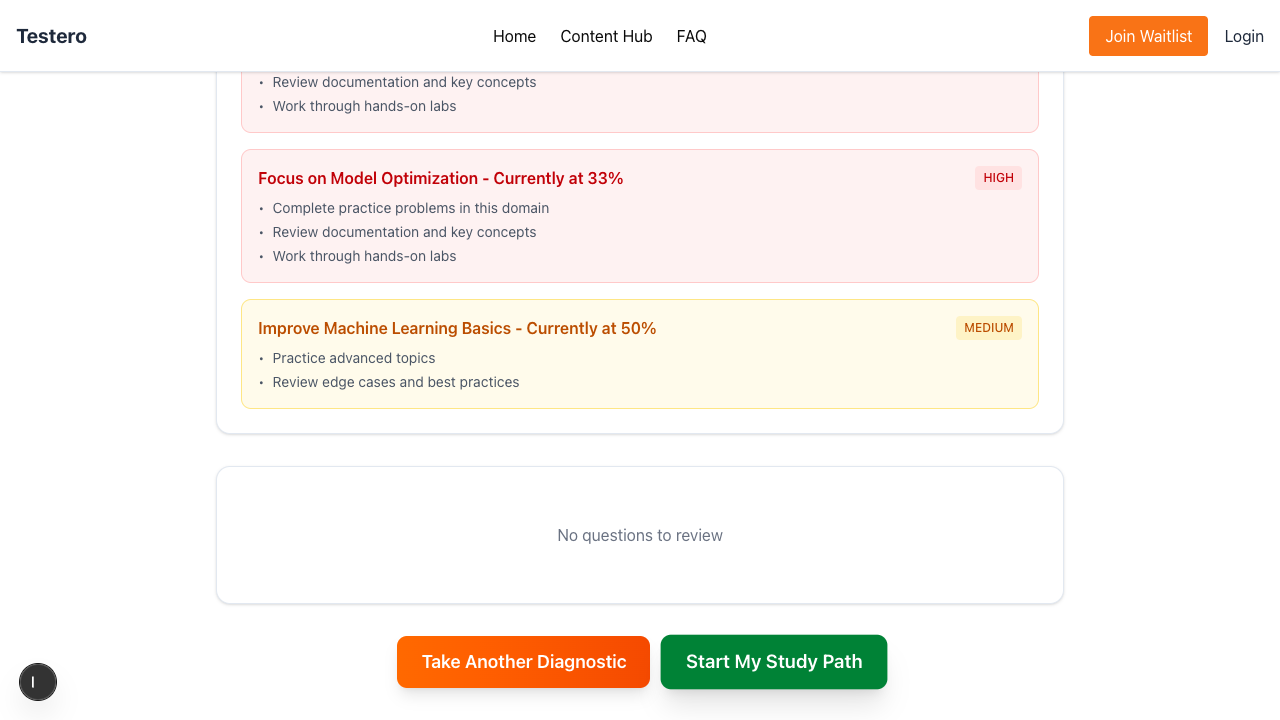 Testero
Home
Content Hub
FAQ
Join Waitlist
Login
• Review documentation and key concepts
• Work through hands-on labs
Focus on Model Optimization - Currently at 33%
HIGH
• Complete practice problems in this domain
• Review documentation and key concepts
• Work through hands-on labs
Improve Machine Learning Basics - Currently at 50%
MEDIUM
• Practice advanced topics
• Review edge cases and best practices
No questions to review
Take Another Diagnostic
Start My Study Path